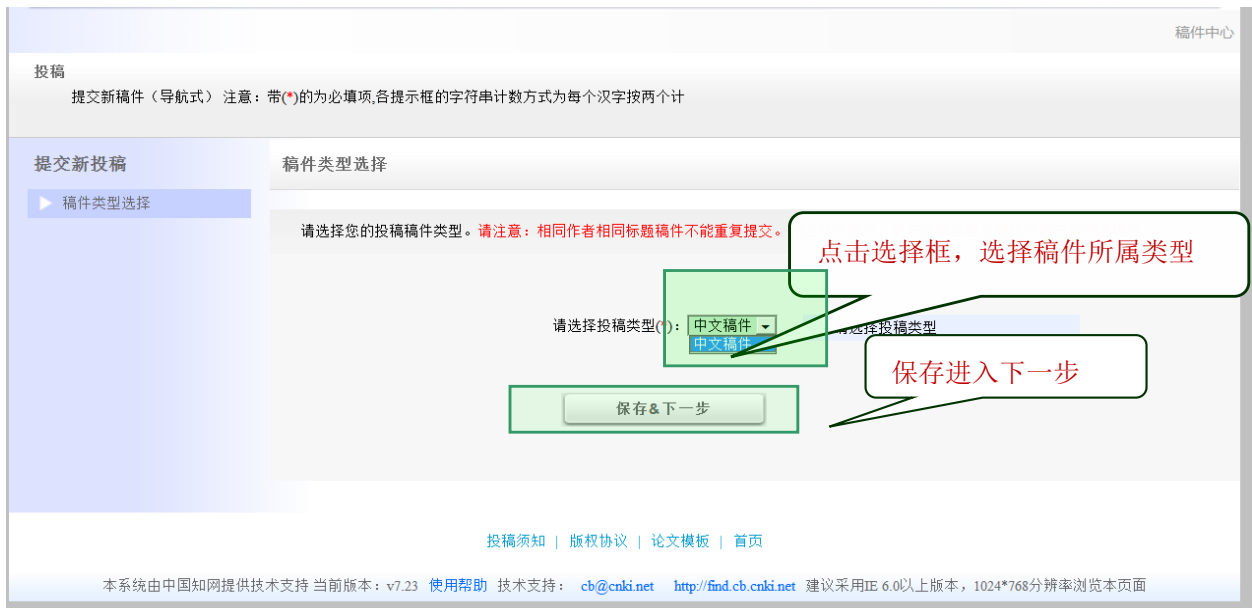 稿件中心
投稿
提交新稿件（导航式） 注意：带(*)的为必填项,各提示框的字符串计数方式为每个汉字按两个计
提交新投稿
稿件类型选择
稿件类型选择
请选择您的投稿稿件类型。请注意：相同作者相同标题稿件不能重复提交。
点击选择框，选择稿件所属类型
请选择投稿类型(*)：
中文稿件
中文稿件
选择投稿类型
保存进入下一步
保存&下一步
投稿须知 | 版权协议 | 论文模板 | 首页
本系统由中国知网提供技术支持 当前版本：v7.23 使用帮助 技术支持： cb@cnki.net http://find.cb.cnki.net 建议采用IE 6.0以上版本，1024*768分辨率浏览本页面